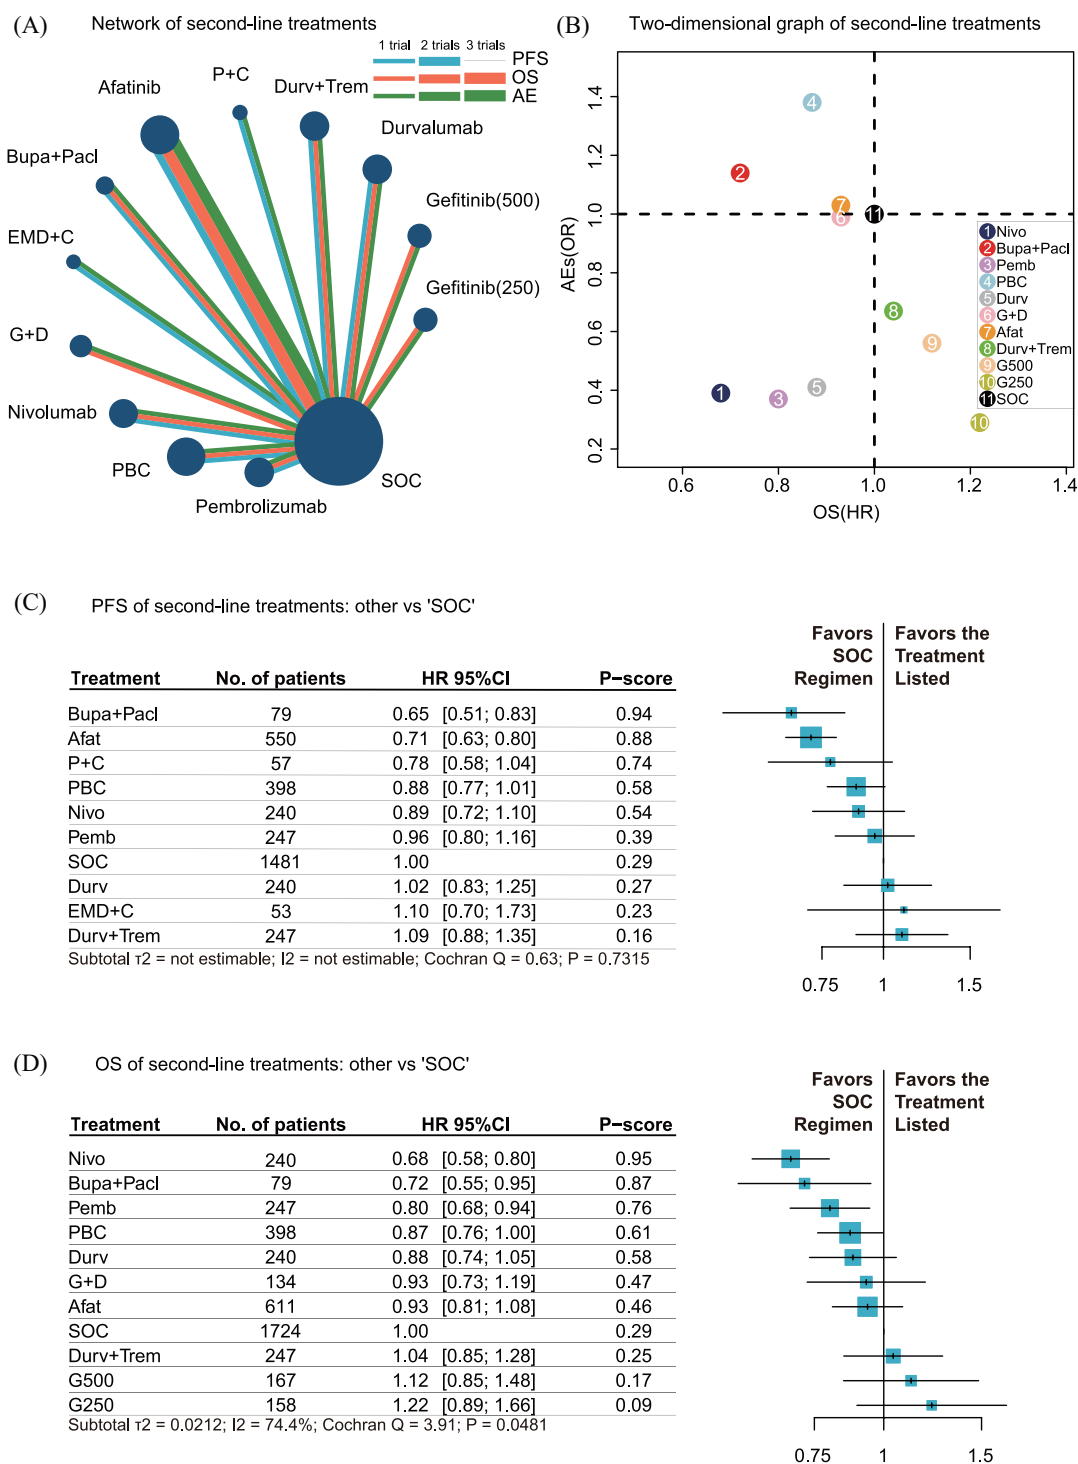 (A) Network of second-line treatments
1 trial 2 trials 3 trials
PFS
OS
AE
P+C
Afatinib
Durv+Trem
Durvalumab
Bupa+Pacl
Gefitinib(500)
EMD+C
Gefitinib(250)
G+D
Nivolumab
PBC
SOC
Pembrolizumab
(B) Two-dimensional graph of second-line treatments
AEs(OR)
1.4
1.2
1.0
0.8
0.6
0.4
0.2
4
2
7
6
11
8
9
1
3
5
10
1 Nivo
2 Bupa+Pacl
3 Pemb
4 PBC
5 Durv
6 G+D
7 Afat
8 Durv+Trem
9 G500
10 G250
11 SOC
0.6 0.8 1.0 1.2 1.4
OS(HR)
(C) PFS of second-line treatments: other vs 'SOC'
Favors SOC Regimen
Favors the Treatment Listed
Treatment No. of patients HR 95%CI P−score
Bupa+Pacl 79 0.65 [0.51; 0.83] 0.94
Afat 550 0.71 [0.63; 0.80] 0.88
P+C 57 0.78 [0.58; 1.04] 0.74
PBC 398 0.88 [0.77; 1.01] 0.58
Nivo 240 0.89 [0.72; 1.10] 0.54
Pemb 247 0.96 [0.80; 1.16] 0.39
SOC 1481 1.00 0.29
Durv 240 1.02 [0.83; 1.25] 0.27
EMD+C 53 1.10 [0.70; 1.73] 0.23
Durv+Trem 247 1.09 [0.88; 1.35] 0.16
Subtotal τ2 = not estimable; I2 = not estimable; Cochran Q = 0.63; P = 0.7315
0.75 1 1.5
(D) OS of second-line treatments: other vs 'SOC'
Favors SOC Regimen
Favors the Treatment Listed
Treatment No. of patients HR 95%CI P−score
Nivo 240 0.68 [0.58; 0.80] 0.95
Bupa+Pacl 79 0.72 [0.55; 0.95] 0.87
Pemb 247 0.80 [0.68; 0.94] 0.76
PBC 398 0.87 [0.76; 1.00] 0.61
Durv 240 0.88 [0.74; 1.05] 0.58
G+D 134 0.93 [0.73; 1.19] 0.47
Afat 611 0.93 [0.81; 1.08] 0.46
SOC 1724 1.00 0.29
Durv+Trem 247 1.04 [0.85; 1.28] 0.25
G500 167 1.12 [0.85; 1.48] 0.17
G250 158 1.22 [0.89; 1.66] 0.09
Subtotal τ2 = 0.0212; I2 = 74.4%; Cochran Q = 3.91; P = 0.0481
0.75 1 1.5